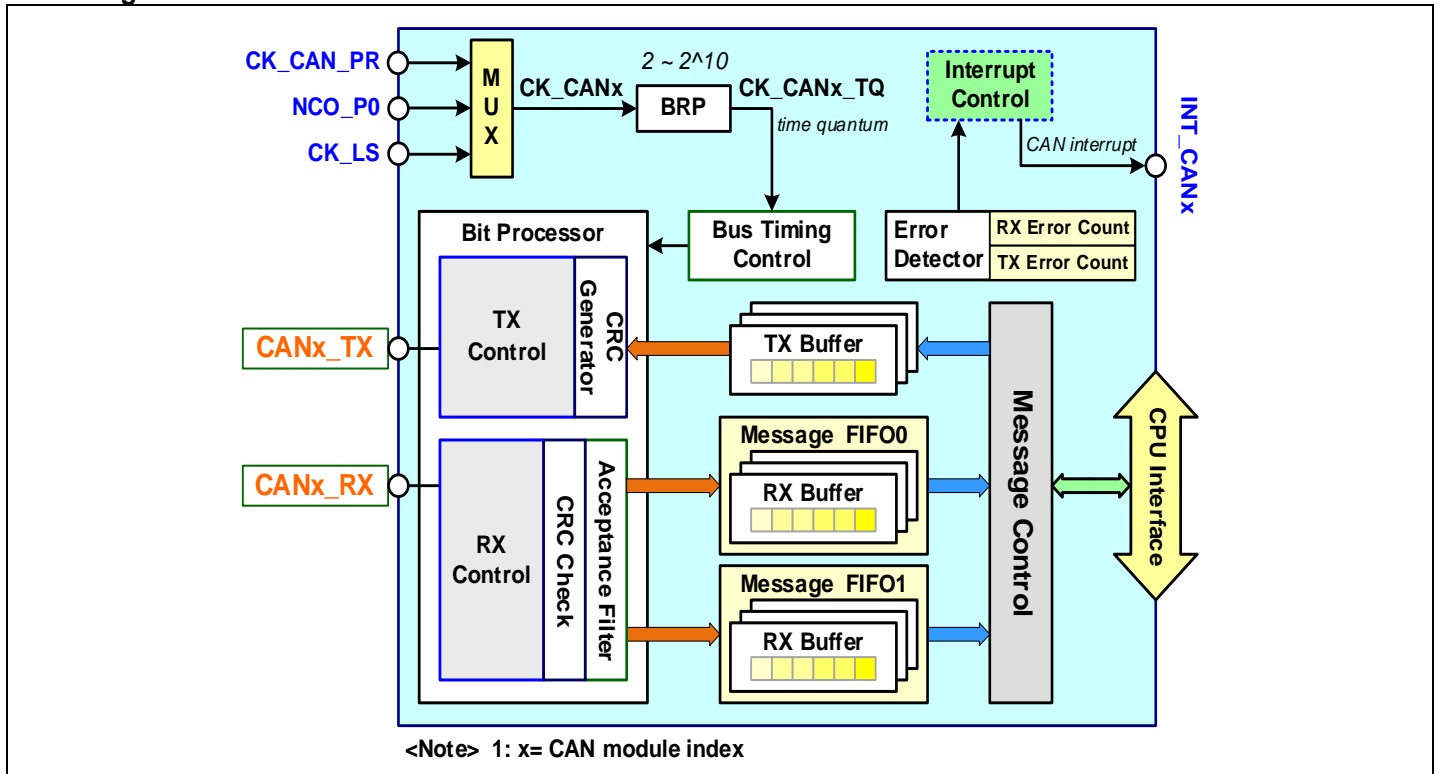 CK_CAN_PR
NCO_P0
CK_LS
M
U
X
CK_CANx
2 ~ 2^10
BRP
CK_CANx_TQ
time quantum
Interrupt
Control
CAN interrupt
INT_CANx
Bit Processor
Bus Timing
Control
Error
Detector
RX Error Count
TX Error Count
CANx_TX
TX
Control
CRC
Generator
TX Buffer
Message FIFO0
RX Buffer
CANx_RX
RX
Control
CRC Check
Acceptance Filter
Message FIFO1
RX Buffer
Message Control
CPU Interface
<Note> 1: x= CAN module index